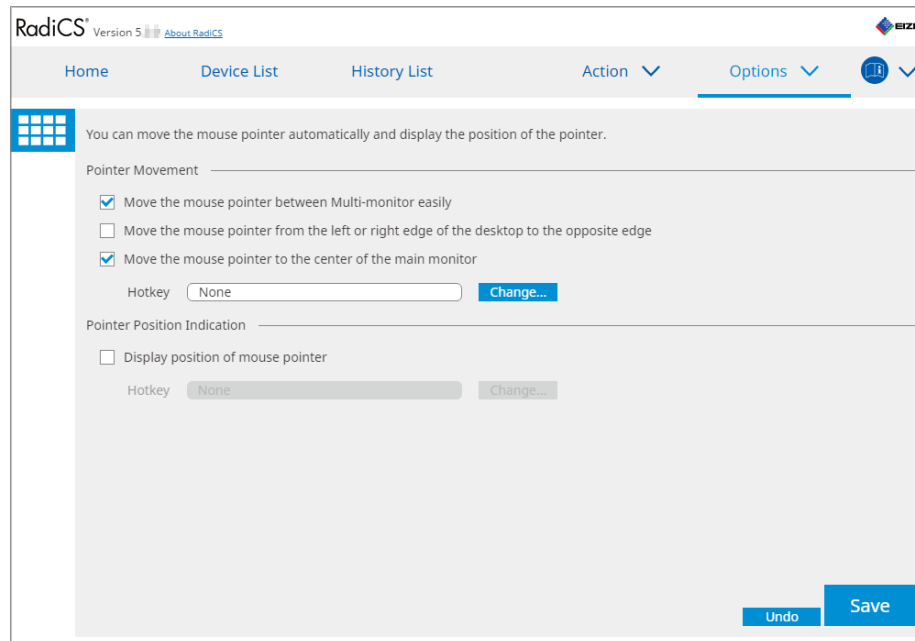 RadiCS® Version 5. About RadiCS
EIZ
Home Device List History List Action Options
You can move the mouse pointer automatically and display the position of the pointer.
Pointer Movement
Move the mouse pointer between Multi-monitor easily
Move the mouse pointer from the left or right edge of the desktop to the opposite edge
Move the mouse pointer to the center of the main monitor
Hotkey None Change...
Pointer Position Indication
Display position of mouse pointer
Hotkey None Change...
Undo Save